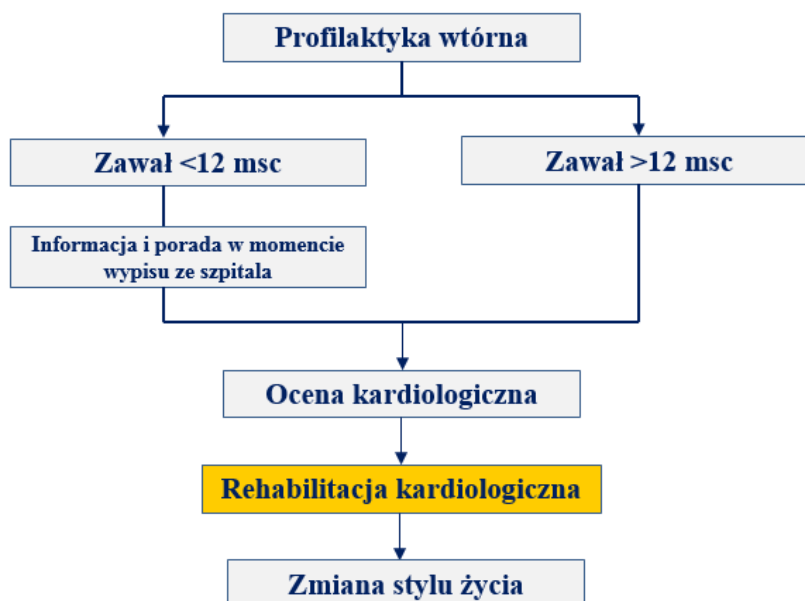 Profilaktyka wtórna
Zawał <12 msc
Zawał >12 msc
Informacja i porada w momencie
wypisu ze szpitala
Ocena kardiologiczna
Rehabilitacja kardiologiczna
Zmiana stylu życia